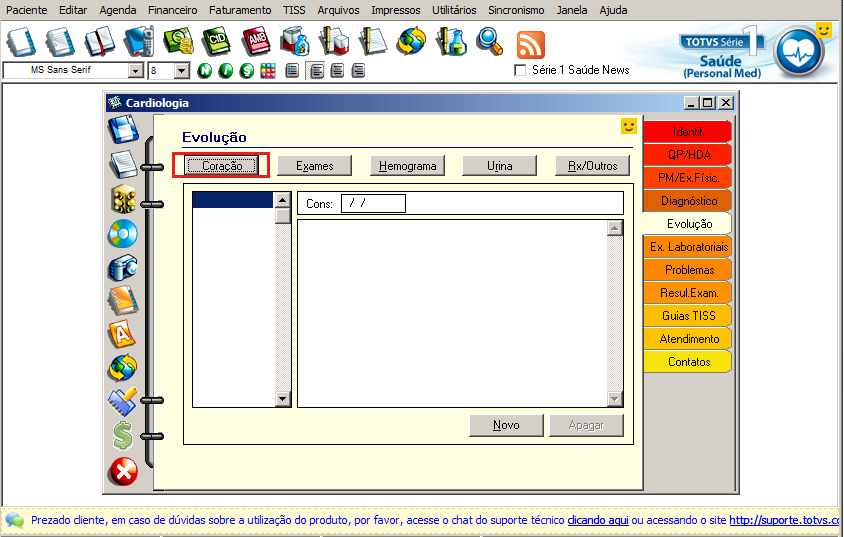 Paciente Editar Agenda Financeiro Faturamento TISS Arquivos Impressos Utilitários Sincronismo Janela Ajuda
CID AMB
TOTVS Série 1
Saúde
(Personal Med)
MS Sans Serif 8 N I S Série 1 Saúde News
Cardiologia
Evolução
Coração Exames Hemograma Urina Rx/Outros
Cons: / /
Novo Apagar
Identif.
QP/HDA
PM/Ex.Físic.
Diagnóstico
Evolução
Ex. Laboratoriais
Problemas
Resul.Exam.
Guias TISS
Atendimento
Contatos
Prezado cliente, em caso de dúvidas sobre a utilização do produto, por favor, acesse o chat do suporte técnico clicando aqui ou acessando o site http://suporte.totvs.co